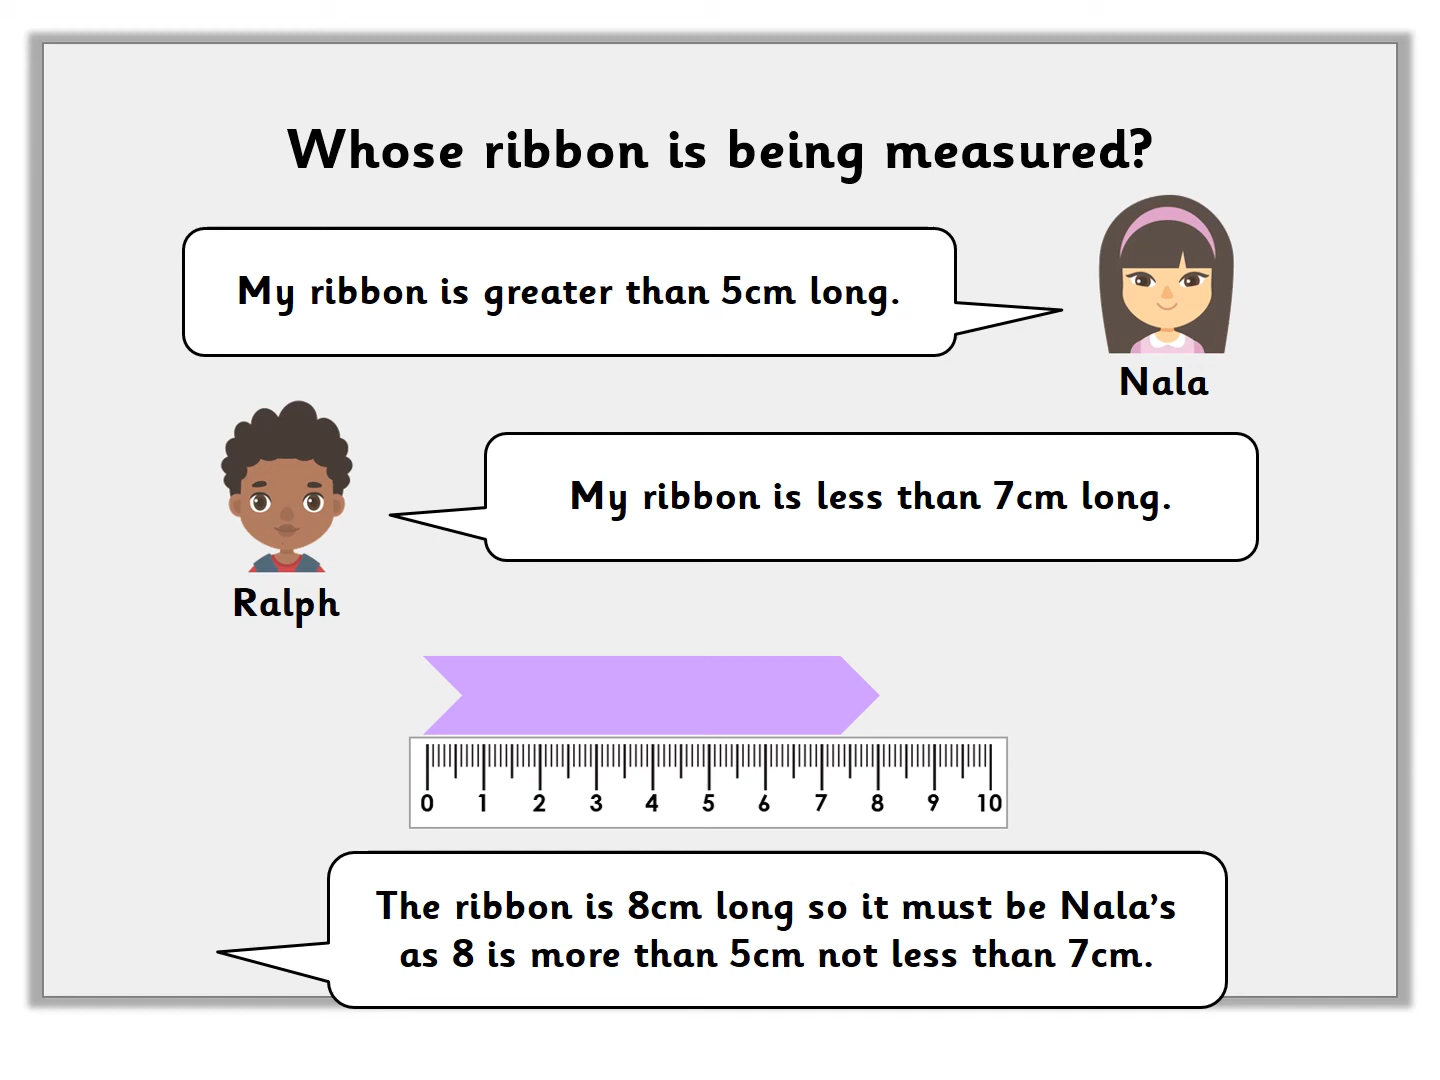 Whose ribbon is being measured?
My ribbon is greater than 5cm long.
Nala
My ribbon is less than 7cm long.
Ralph
0 1 2 3 4 5 6 7 8 9 10
The ribbon is 8cm long so it must be Nala’s
as 8 is more than 5cm not less than 7cm.